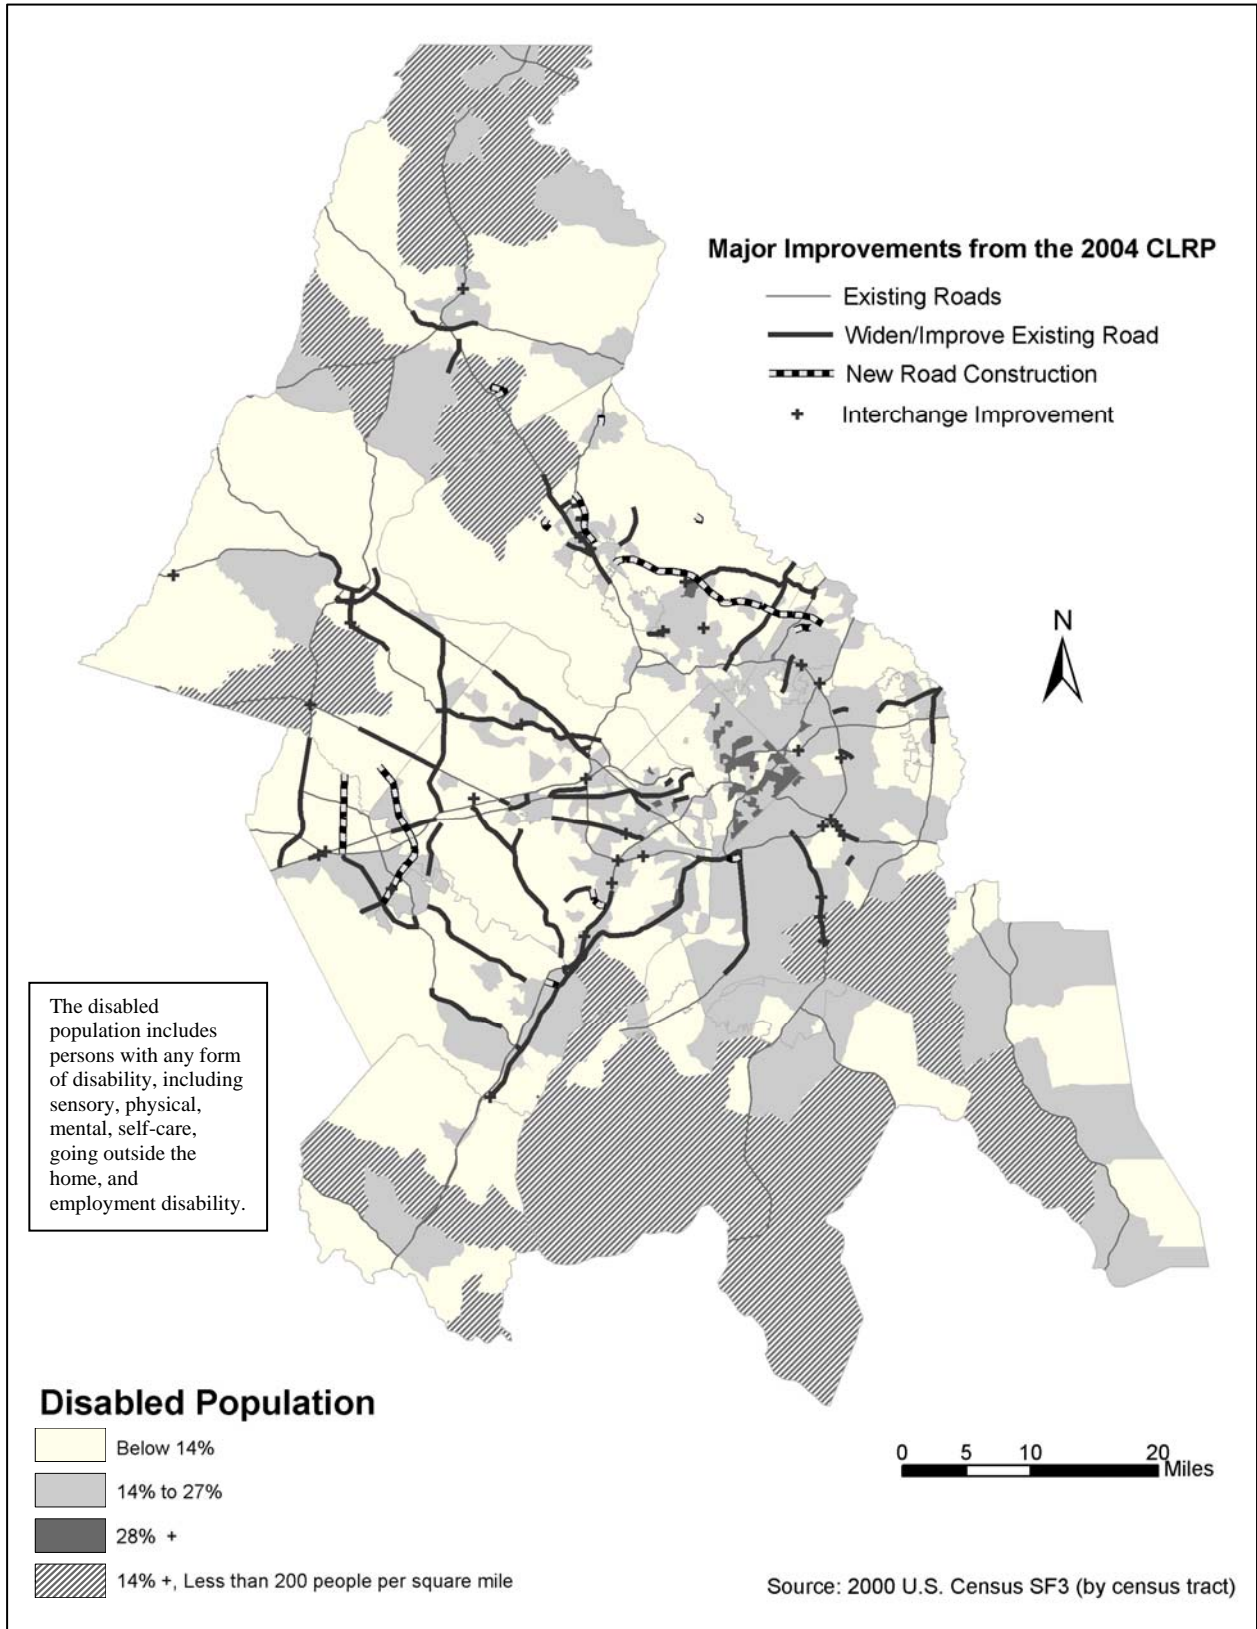 Major Improvements from the 2004 CLRP
Existing Roads
Widen/Improve Existing Road
New Road Construction
Interchange Improvement
N
The disabled
population includes
persons with any form
of disability, including
sensory, physical,
mental, self-care,
going outside the
home, and
employment disability.
Disabled Population
Below 14%
14% to 27%
28% +
14% +, Less than 200 people per square mile
0 5 10 20
Miles
Source: 2000 U.S. Census SF3 (by census tract)